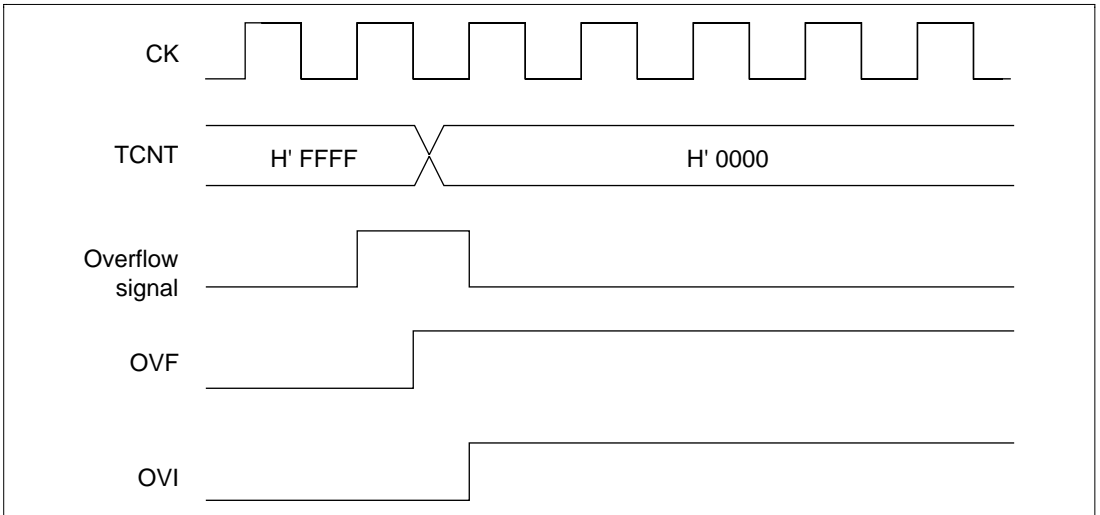 CK
TCNT
H' FFFF
H' 0000
Overflow
signal
OVF
OVI